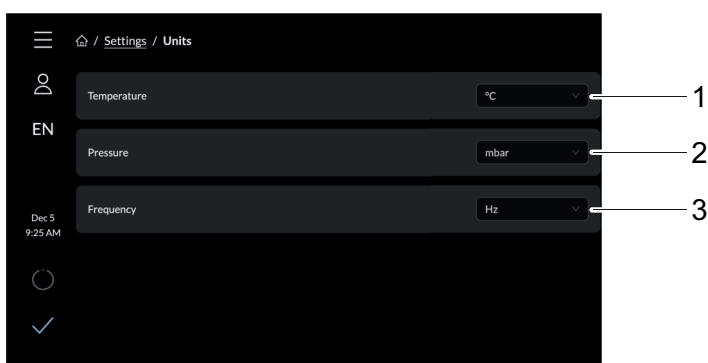 / Settings / Units
Temperature
°C
1
EN
Pressure
mbar
2
Dec 5
9:25 AM
Frequency
Hz
3